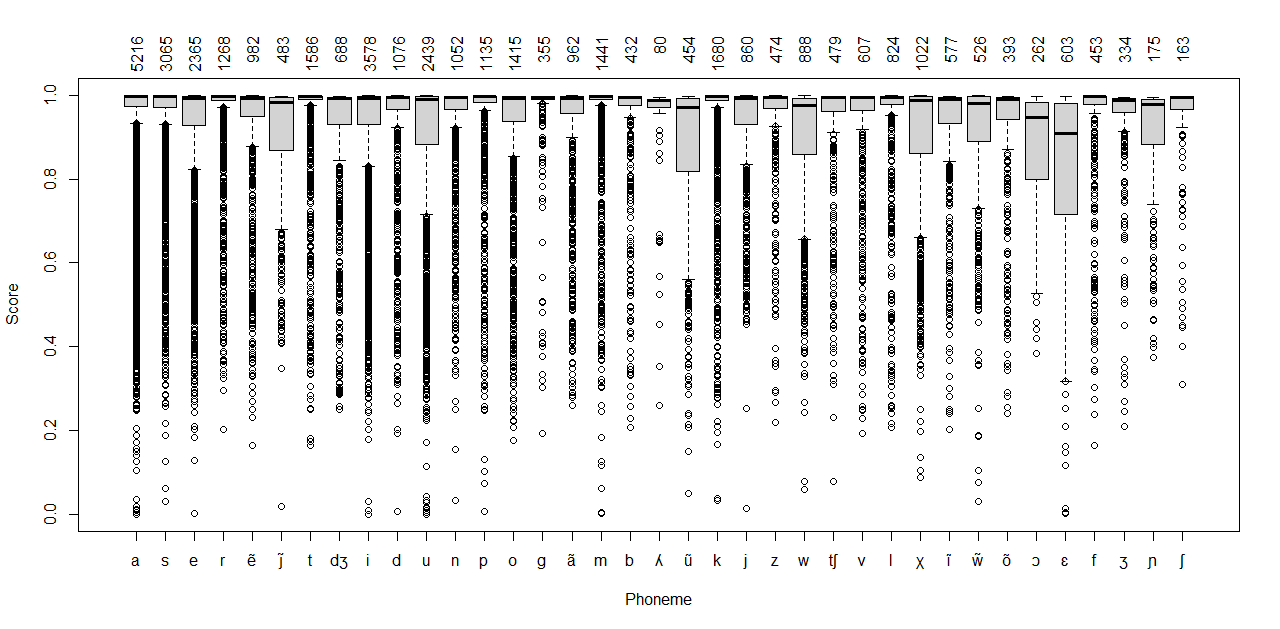 5216 3065 2365 1268 982 483 1586 688 3578 1076 2439 1052 1135 1415 355 962 1441 432 80 454 1680 860 474 888 479 607 824 1022 577 526 393 262 603 453 334 175 163
1.0
0.8
0.6
0.4
0.2
0.0
Score
a s e r ẽ j̃ t dʒ i d u n p o g ã m b ʎ ũ k j z w tʃ v l χ ĩ w̃ õ ɔ ɛ f ʒ ɲ ʃ
Phoneme